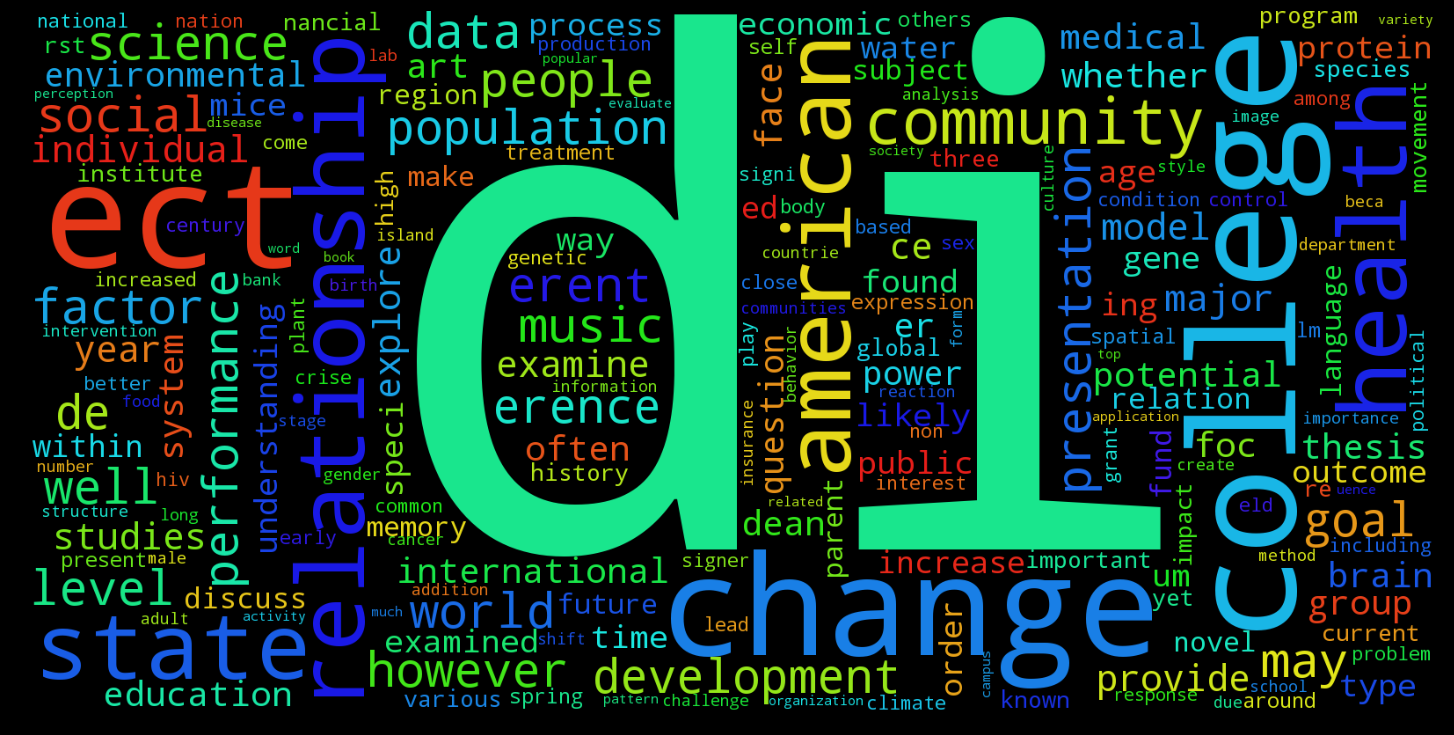 national
nation
nancial
data
process
economic
others
program
variety
rst
science
lab
production
popular
self
water
medical
protein
environmental
art
people
face
subject
whether
species
perception
social
mice
region
evaluate
american
analysis
college
among
disease
population
community
image
health
movement
individual
come
treatment
society
three
culture
institute
relationship
make
signi
presentation
age
style
ect
high
di
ed
body
condition
control
beca
century
island
way
based
ce
sex
model
department
word
book
genetic
countrie
gene
increased
bank
birth
explore
erent
close
found
language
factor
plant
music
communities
expression
ing
major
intervention
er
form
spatial
lm
political
year
system
performance
understanding
examine
play
behavior
global
top
better
crise
information
power
potential
food
reaction
relation
de
stage
speci
erence
question
likely
application
importance
within
often
insurance
non
foc
thesis
number
hiv
gender
history
public
grant
fund
create
outcome
well
interest
common
related
parent
re
uence
structure
long
memory
dean
impact
eld
goal
studies
early
cancer
including
present
male
signer
increase
important
method
level
discuss
international
change
um
brain
addition
yet
group
adult
activity
much
world
future
lead
order
state
examined
shift
time
novel
current
however
development
campus
may
problem
education
provide
school
type
various
spring
pattern
challenge
organization
climate
known
response
due
around